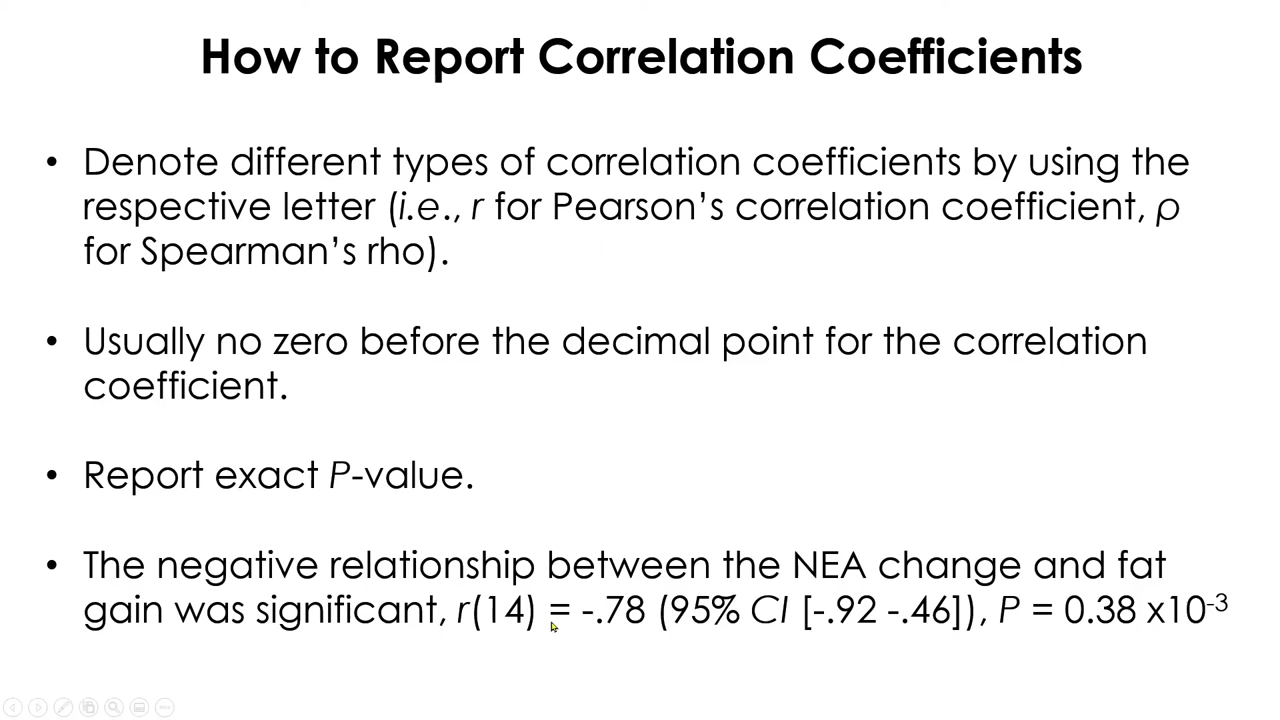 How to Report Correlation Coefficients
• Denote different types of correlation coefficients by using the
respective letter (i.e., r for Pearson’s correlation coefficient, ρ
for Spearman’s rho).
• Usually no zero before the decimal point for the correlation
coefficient.
• Report exact P-value.
• The negative relationship between the NEA change and fat
gain was significant, r(14) = -.78 (95% CI [-.92 -.46]), P = 0.38 x10⁻³